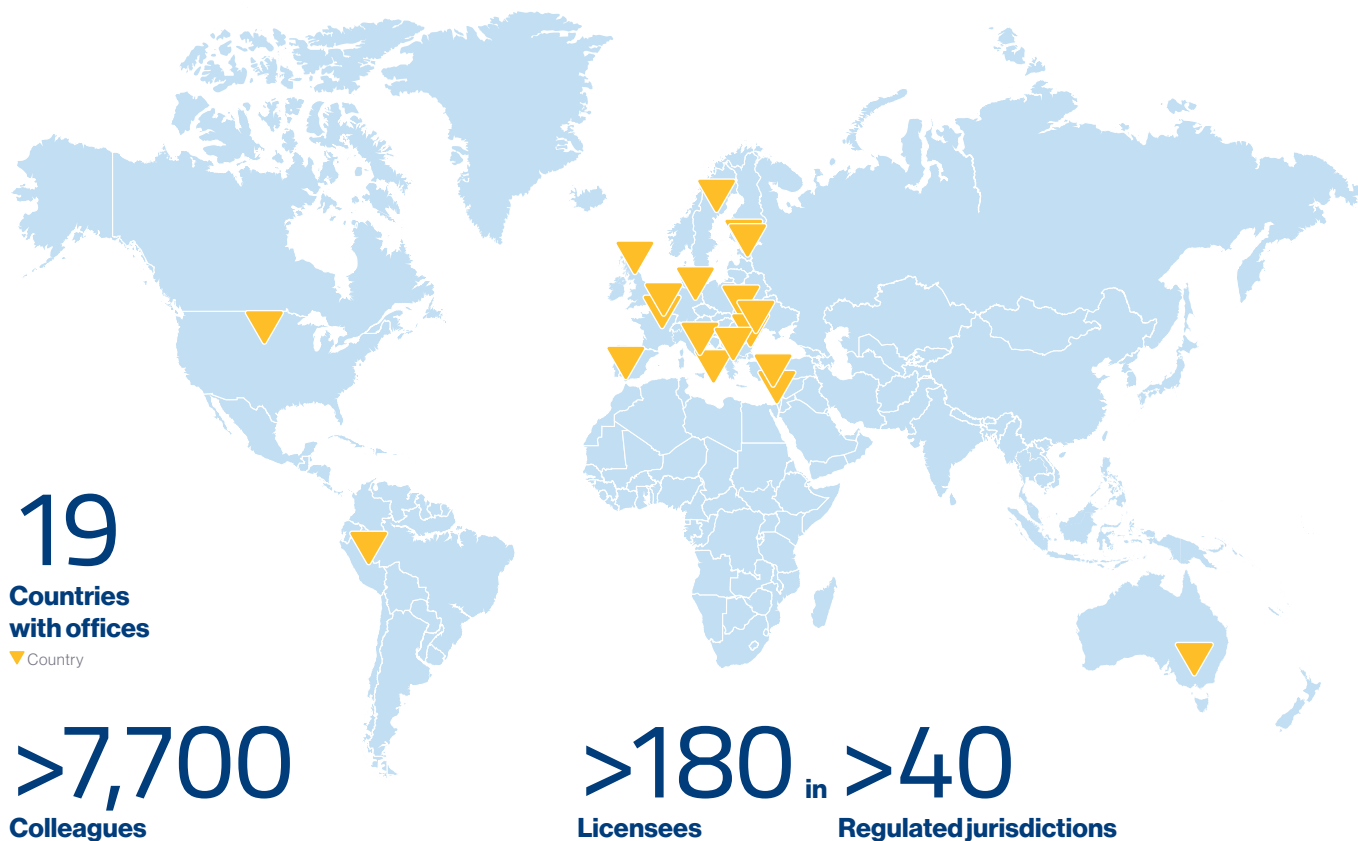 19
Countries
with offices
Country
>7,700
Colleagues
>180 in >40
Licensees
Regulated jurisdictions